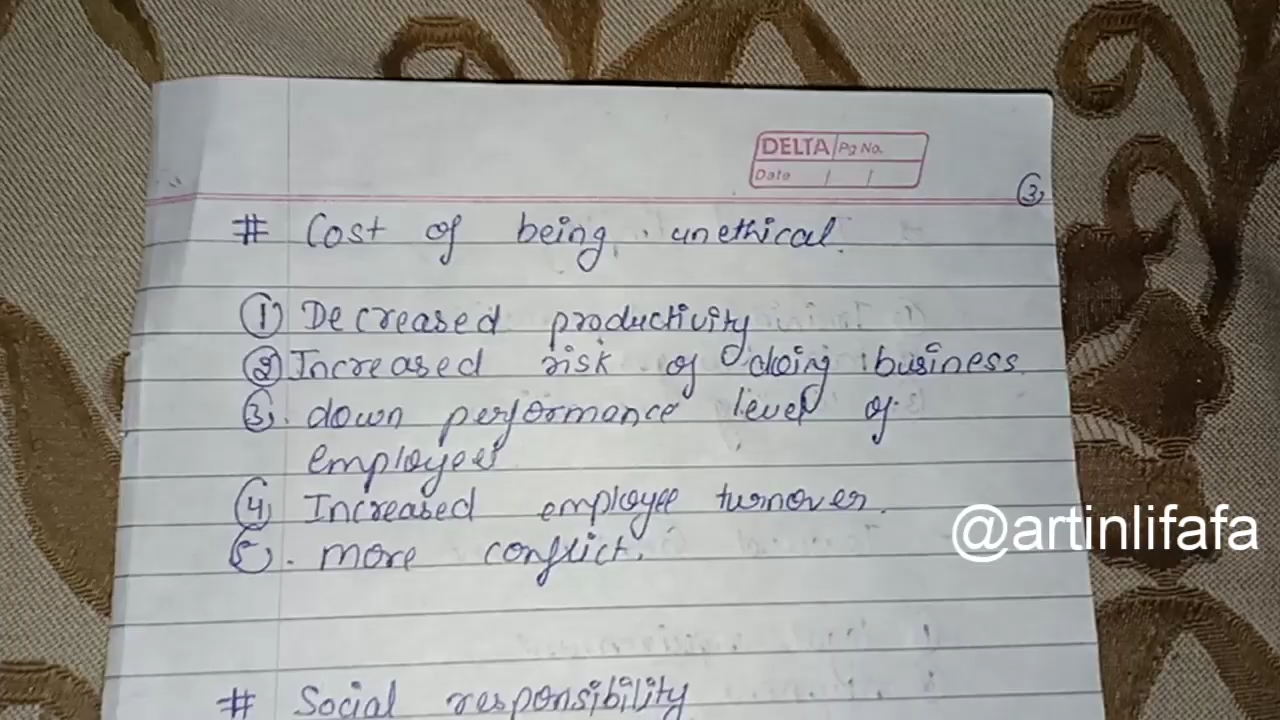 DELTA Pg No.
Date / /
③
# Cost of being unethical.
① Decreased productivity
② Increased risk of doing business.
③. down performance level of
employees
④ Increased employee turnover.
⑤. more conflict.
@artinlifafa
# Social responsibility